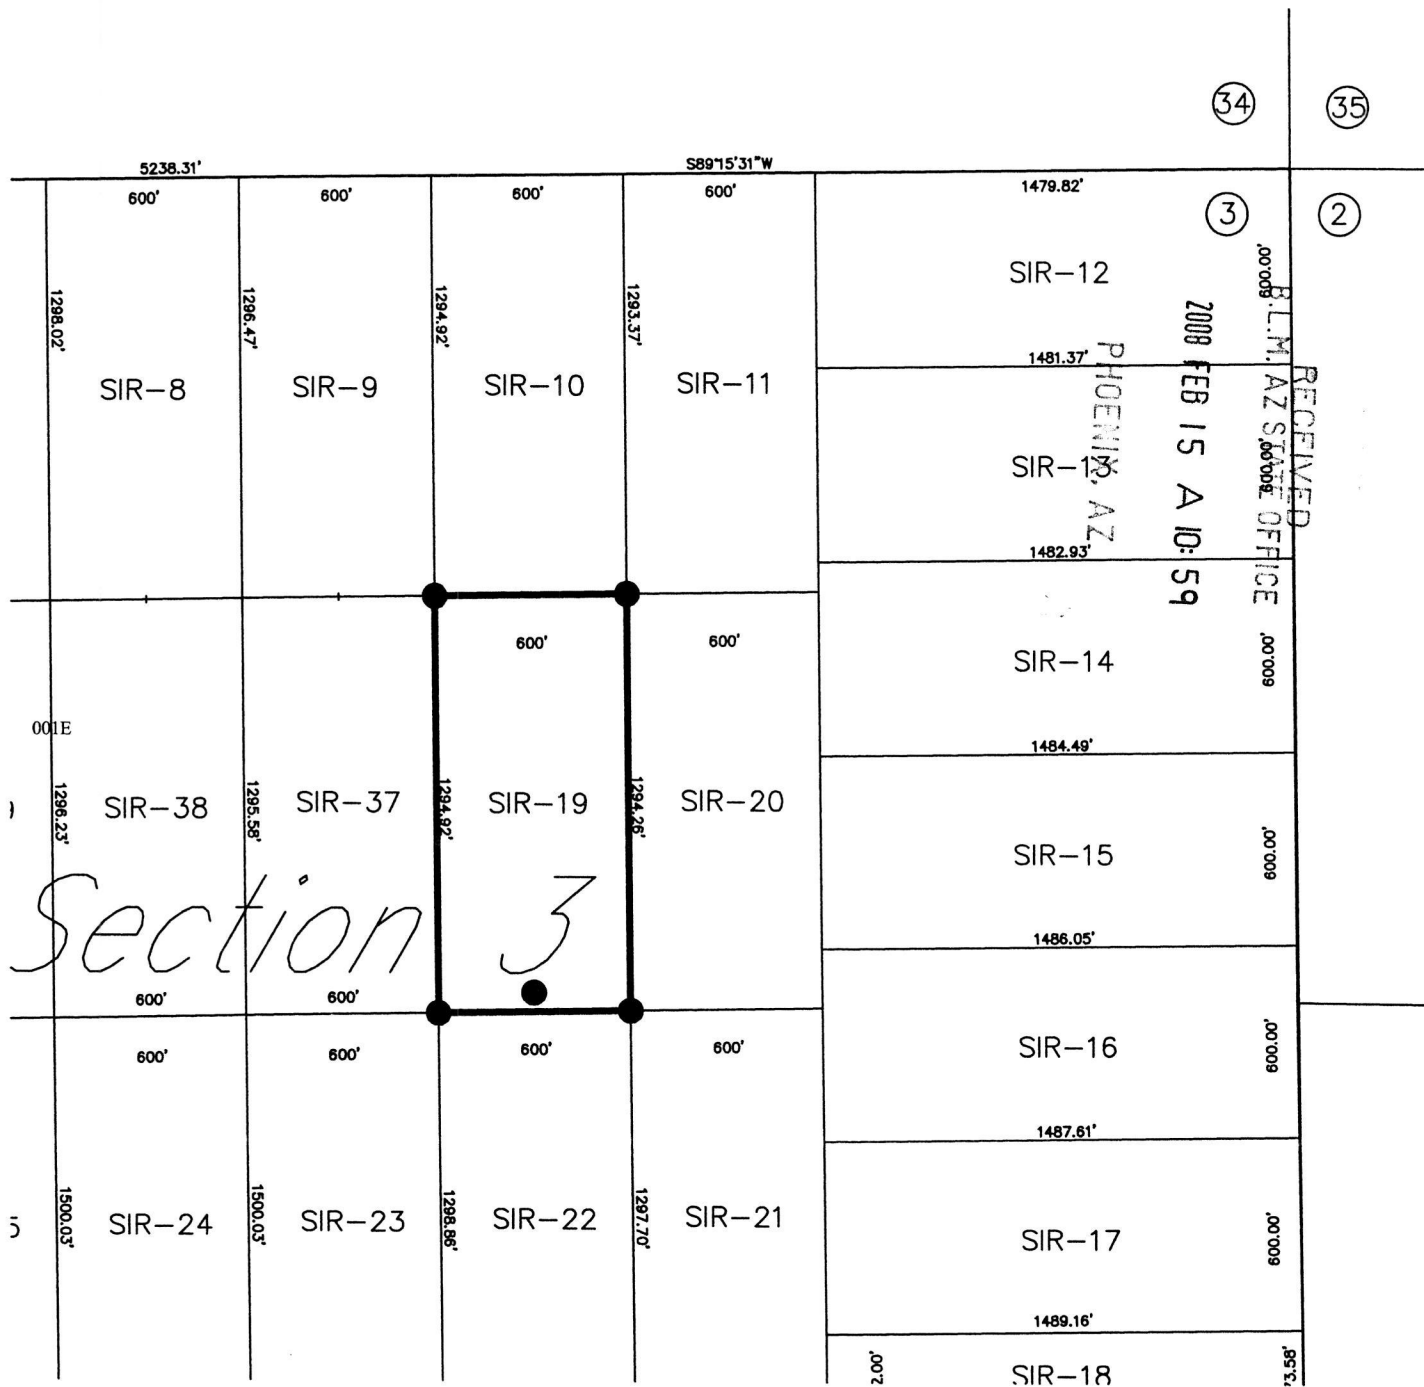 34 35
5238.31' S89°15'31"W
600' 600' 600' 600' 1479.82'
3 2
SIR-12
600.00'
1298.02' 1296.47' 1294.92' 1293.37'
1481.37'
SIR-8 SIR-9 SIR-10 SIR-11
SIR-13
600.00'
RECEIVED
B.L.M. AZ STATE OFFICE
2008 FEB 15 A 10:59
PHOENIX, AZ
1482.93'
600' 600'
SIR-14
600.00'
001E
1484.49'
1296.23' 1295.58' 1294.92' 1294.26'
SIR-38 SIR-37 SIR-19 SIR-20
SIR-15
600.00'
Section 3
1486.05'
600' 600'
600' 600' 600' 600'
SIR-16
600.00'
1487.61'
1500.03' 1500.03' 1298.86' 1297.70'
SIR-24 SIR-23 SIR-22 SIR-21
SIR-17
600.00'
1489.16'
2.00' SIR-18 73.58'